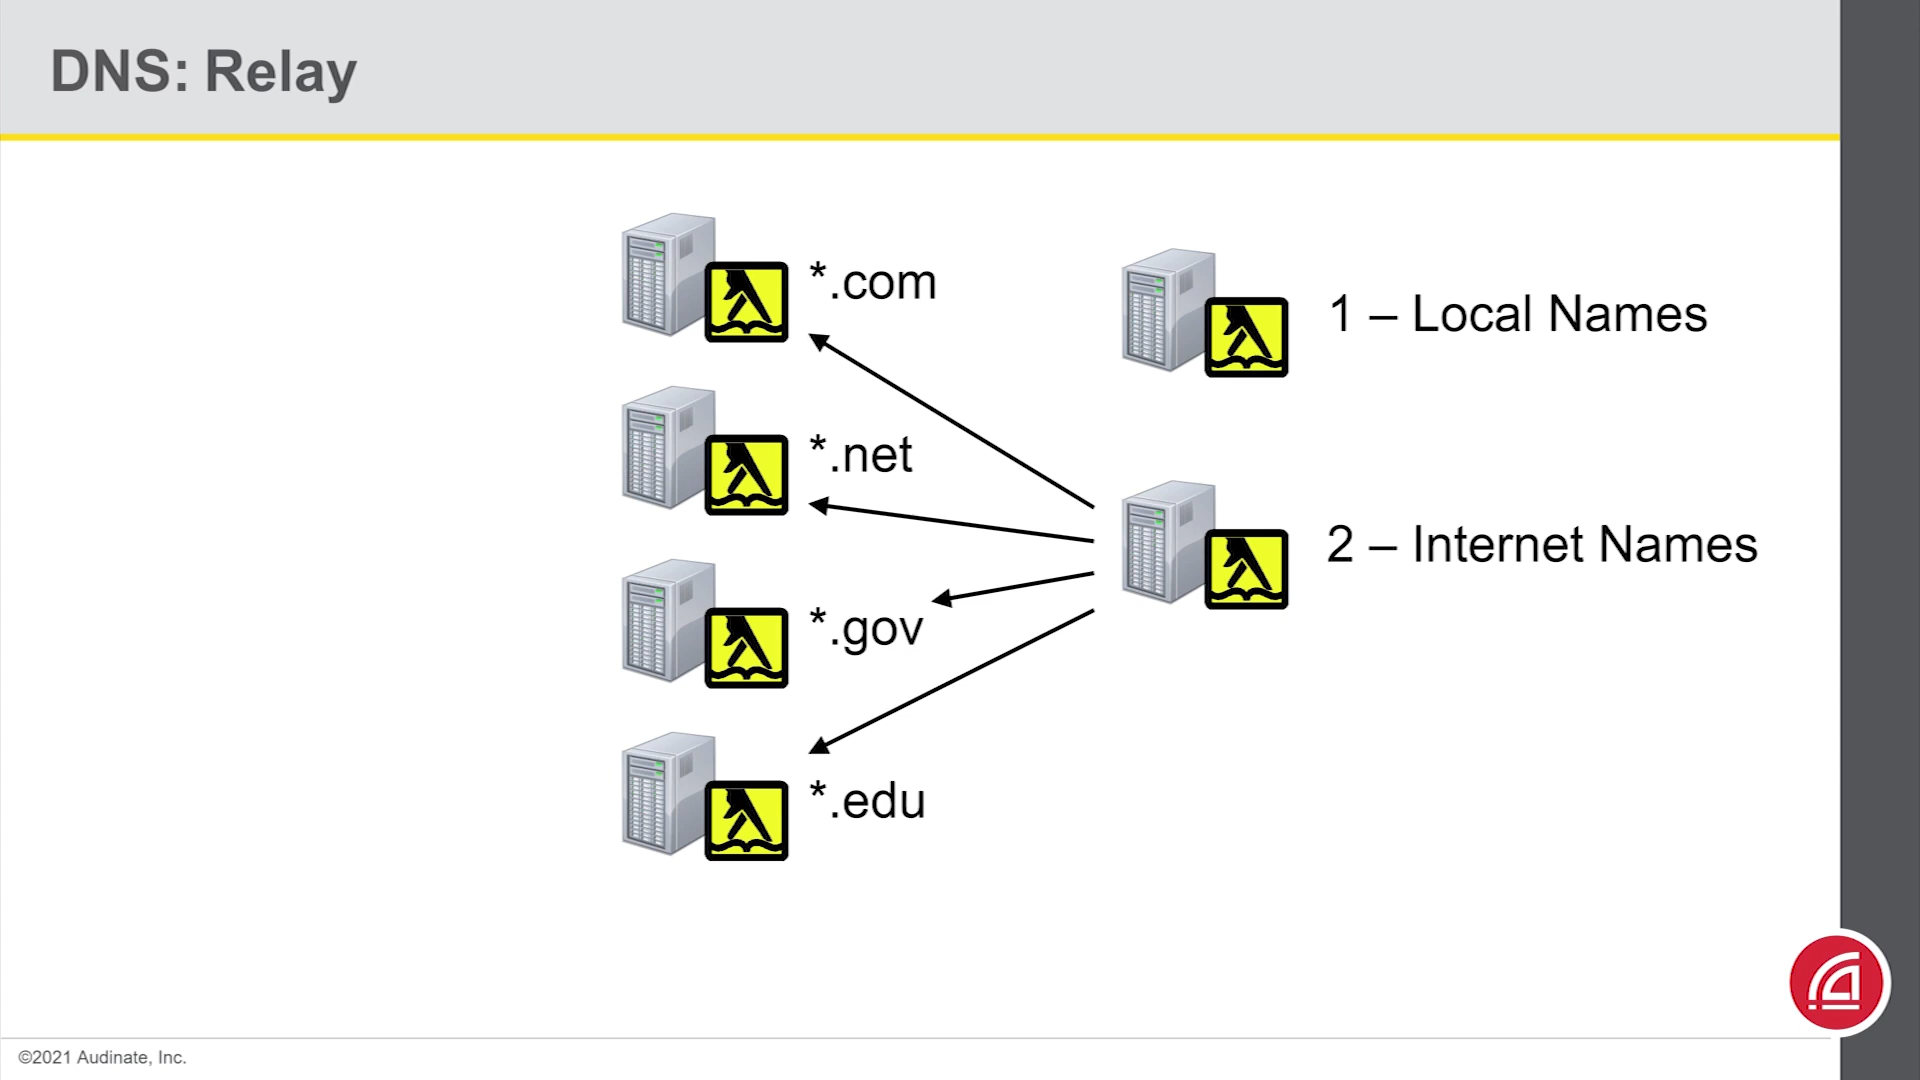 DNS: Relay
*.com
1 – Local Names
*.net
2 – Internet Names
*.gov
*.edu
©2021 Audinate, Inc.